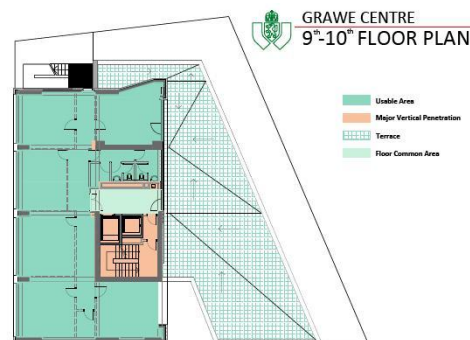 GRAWE CENTRE
9th-10th FLOOR PLAN
Usable Area
Major Vertical Penetration
Terrace
Floor Common Area